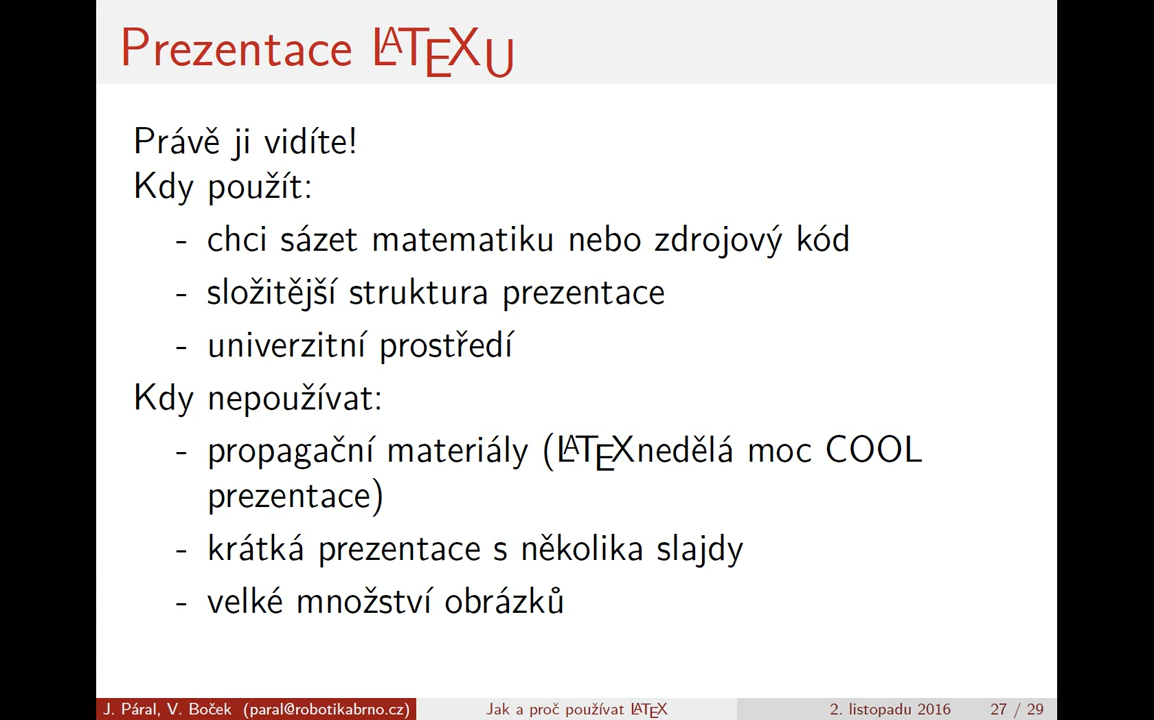 Prezentace LATEXU
Právě ji vidíte!
Kdy použít:
- chci sázet matematiku nebo zdrojový kód
- složitější struktura prezentace
- univerzitní prostředí
Kdy nepoužívat:
- propagační materiály (LATEXnedělá moc COOL
prezentace)
- krátká prezentace s několika slajdy
- velké množství obrázků
J. Páral, V. Boček (paral@robotikabrno.cz) Jak a proč používat LATEX 2. listopadu 2016 27 / 29